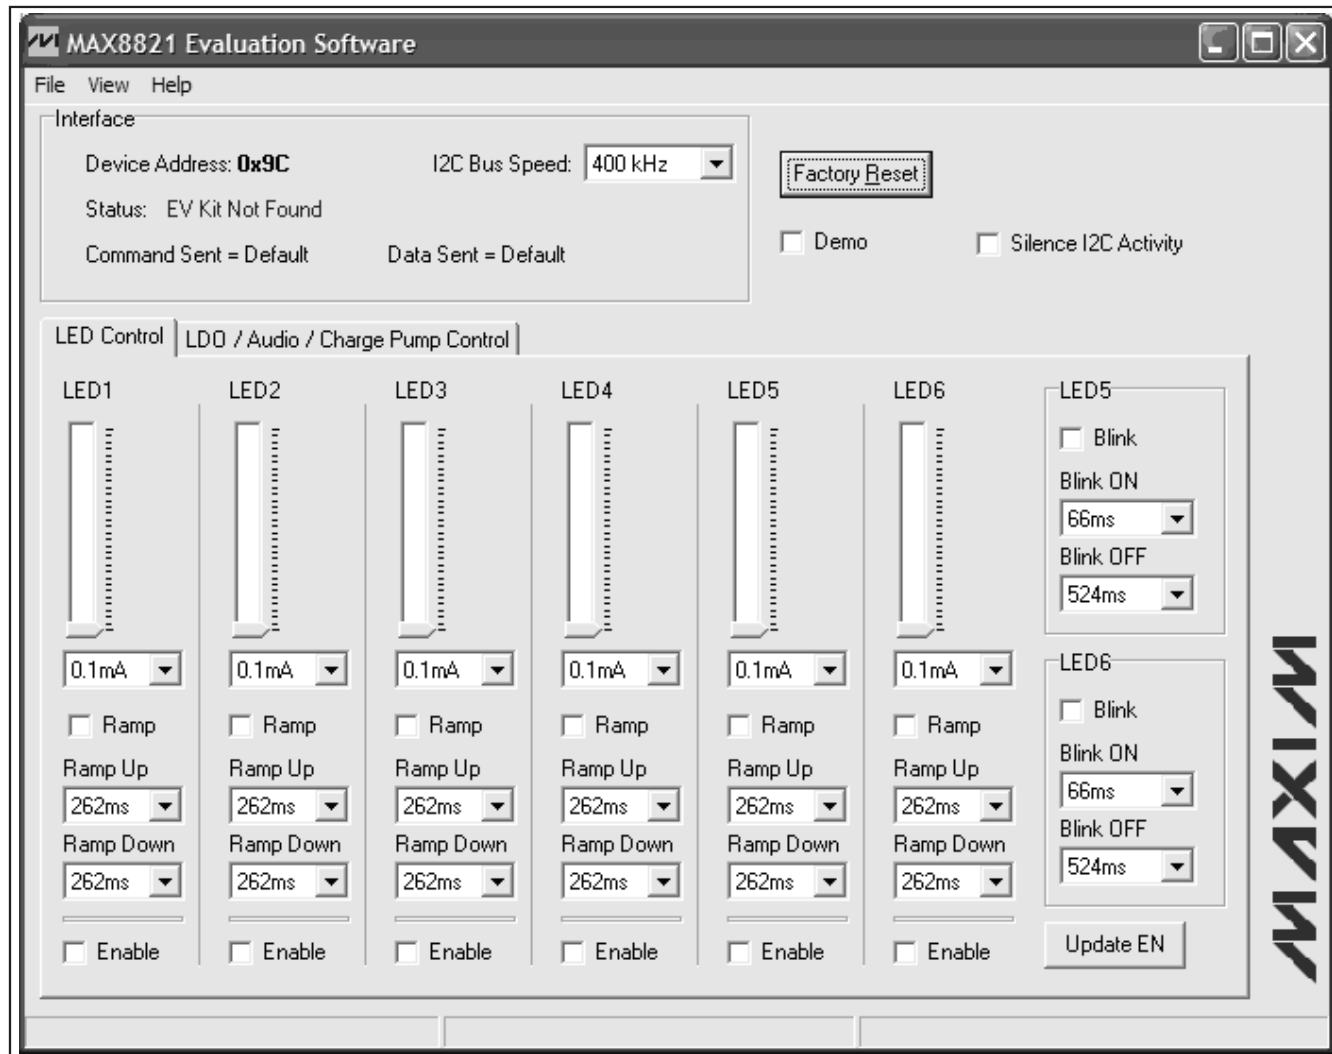 MAX8821 Evaluation Software
File View Help
Interface
Device Address: 0x9C I2C Bus Speed: 400 kHz
Status: EV Kit Not Found
Command Sent = Default Data Sent = Default
Factory Reset
Demo Silence I2C Activity
LED Control LDO / Audio / Charge Pump Control
LED1 LED2 LED3 LED4 LED5 LED6
0.1mA 0.1mA 0.1mA 0.1mA 0.1mA 0.1mA
Ramp Ramp Ramp Ramp Ramp Ramp
Ramp Up Ramp Up Ramp Up Ramp Up Ramp Up Ramp Up
262ms 262ms 262ms 262ms 262ms 262ms
Ramp Down Ramp Down Ramp Down Ramp Down Ramp Down Ramp Down
262ms 262ms 262ms 262ms 262ms 262ms
Enable Enable Enable Enable Enable Enable
LED5
Blink
Blink ON
66ms
Blink OFF
524ms
LED6
Blink
Blink ON
66ms
Blink OFF
524ms
Update EN
MAXIM